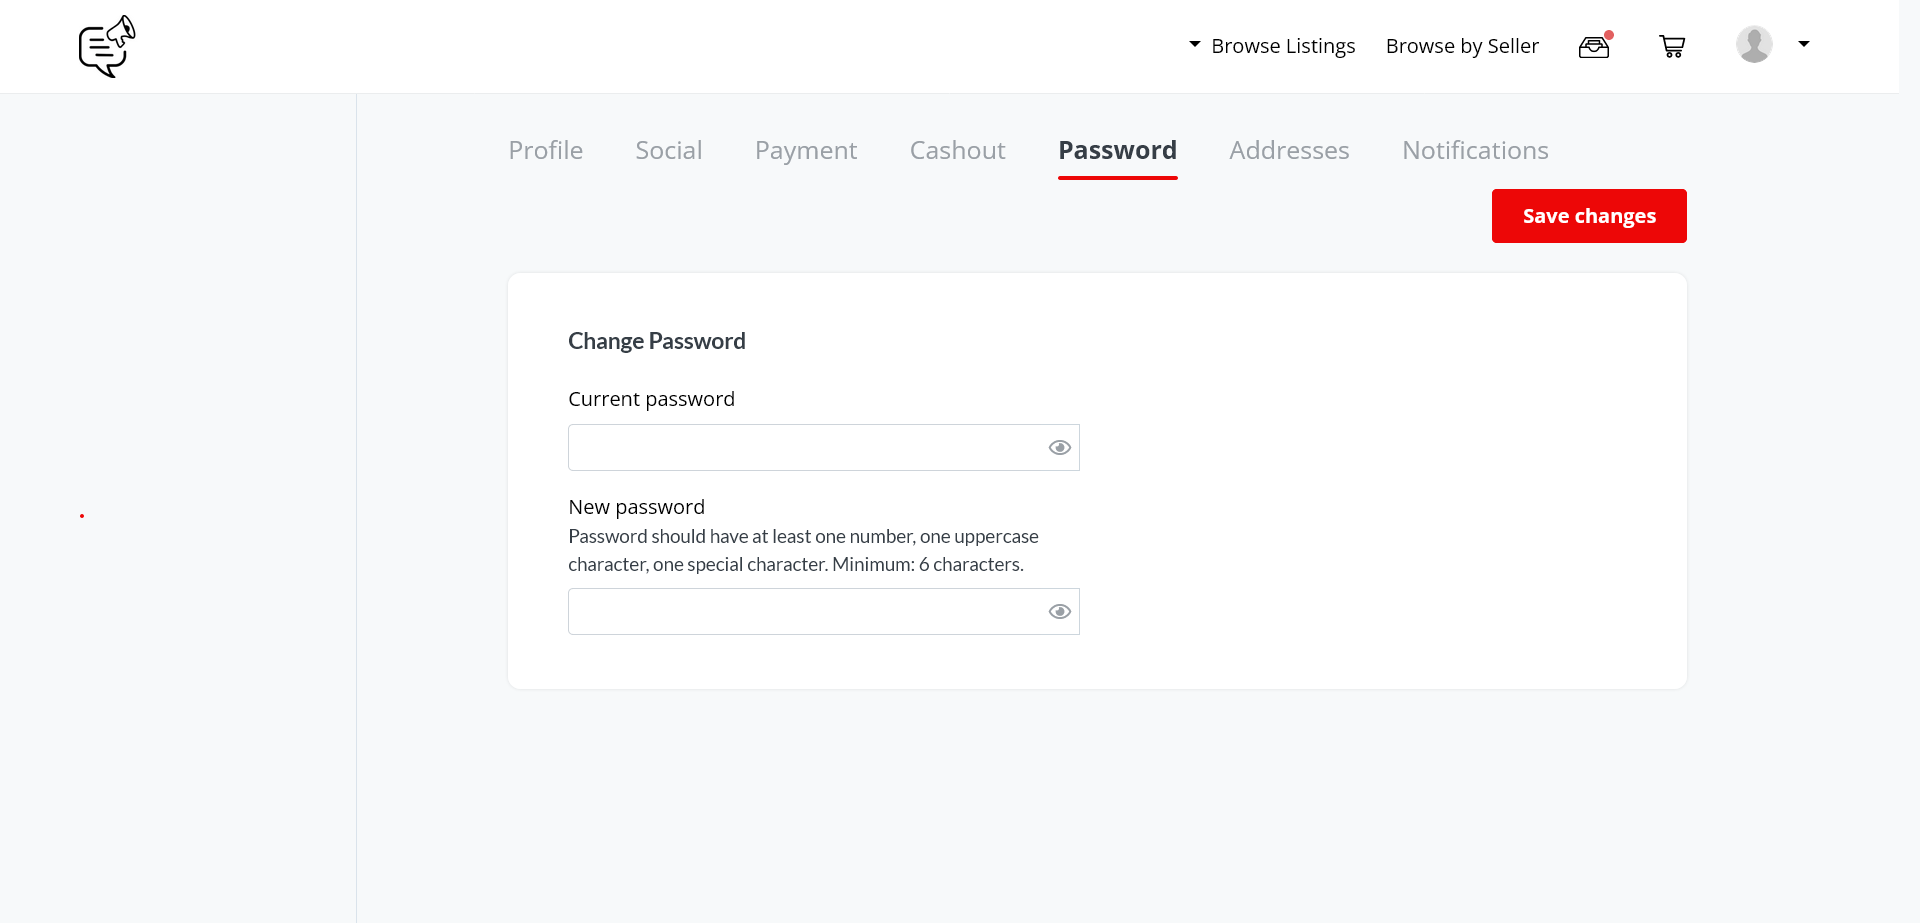 Browse Listings Browse by Seller
Profile Social Payment Cashout Password Addresses Notifications
Save changes
Change Password
Current password
New password
Password should have at least one number, one uppercase
character, one special character. Minimum: 6 characters.